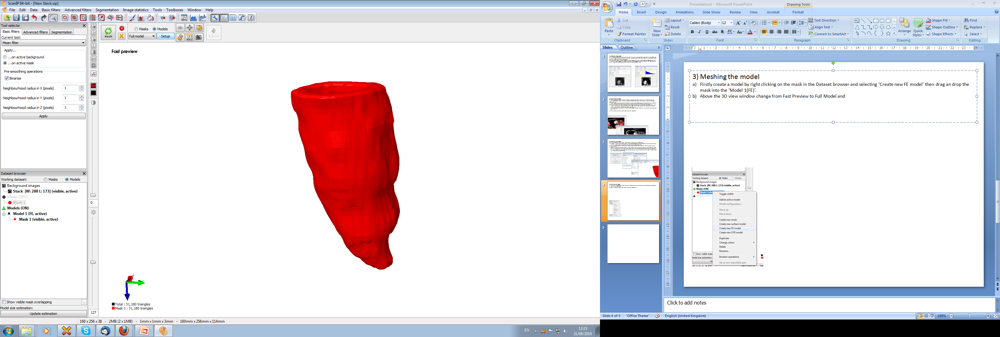 ScanIP 64-bit - [New Stack.sip]
File Edit Data Basic filters Advanced filters Segmentation Image statistics Tools Toolboxes Window Help
Tool selector
Basic filters Advanced filters Segmentation
Current tool:
Mean filter
Apply...
...on active background
...on active mask
Pre-smoothing operations
Binarise
Neighbourhood radius in X (pixels) 1
Neighbourhood radius in Y (pixels) 1
Neighbourhood radius in Z (pixels) 1
Apply
Dataset browser
Working dataset: Masks Models
Background images
Stack [W: 288 L: 173] (visible, active)
Masks (OFF)
Mask 1
Models (ON)
Model 1 (FE, active)
Mask 1 (visible, active)
Show visible mask overlapping
Model size estimation:
Update estimation
0
127
Mesh
Masks Models
Full model Setup
Export
Fast preview
Total : 31,180 triangles
Mask 1 : 31,180 triangles
160 x 256 x 38 - 2MB (2 x 1MB) - 1mm x 1mm x 3mm - 160mm x 256mm x 114mm
EN
12:23
31/08/2010
Presentation1 - Microsoft PowerPoint
Drawing Tools
Home Insert Design Animations Slide Show Review View Acrobat Format
Paste
Cut
Copy
Format Painter
Clipboard
New Slide
Layout
Reset
Delete
Slides
Calibri (Body) 12
Font
Text Direction
Align Text
Convert to SmartArt
Paragraph
Arrange
Quick Styles
Shape Fill
Shape Outline
Shape Effects
Drawing
Find
Replace
Select
Editing
Slides Outline
1
2
3
4
5
3) Meshing the model
a) Firstly create a model by right clicking on the mask in the Dataset browser and selecting ‘Create new FE model’ then drag an drop the
mask into the ‘Model 1(FE)’.
b) Above the 3D view window change from Fast Preview to Full Model and
Dataset browser
Working dataset: Masks Models
Background images
Stack [W: 288 L: 173] (visible, active)
Masks (ON)
Mask 1 (visi
Models (OFF)
Toggle visible
Add to active model
Model configuration...
Move up
Move down
Create new mask
Create new surface model
Create new FE model
Create new CFD model
Duplicate
Change colour
Delete
Rename...
Boolean operations
Set as non-exportable part
Show visible mask
Model size estimation:
Click to add notes
Slide 4 of 5 "Office Theme" English (United Kingdom) 100%